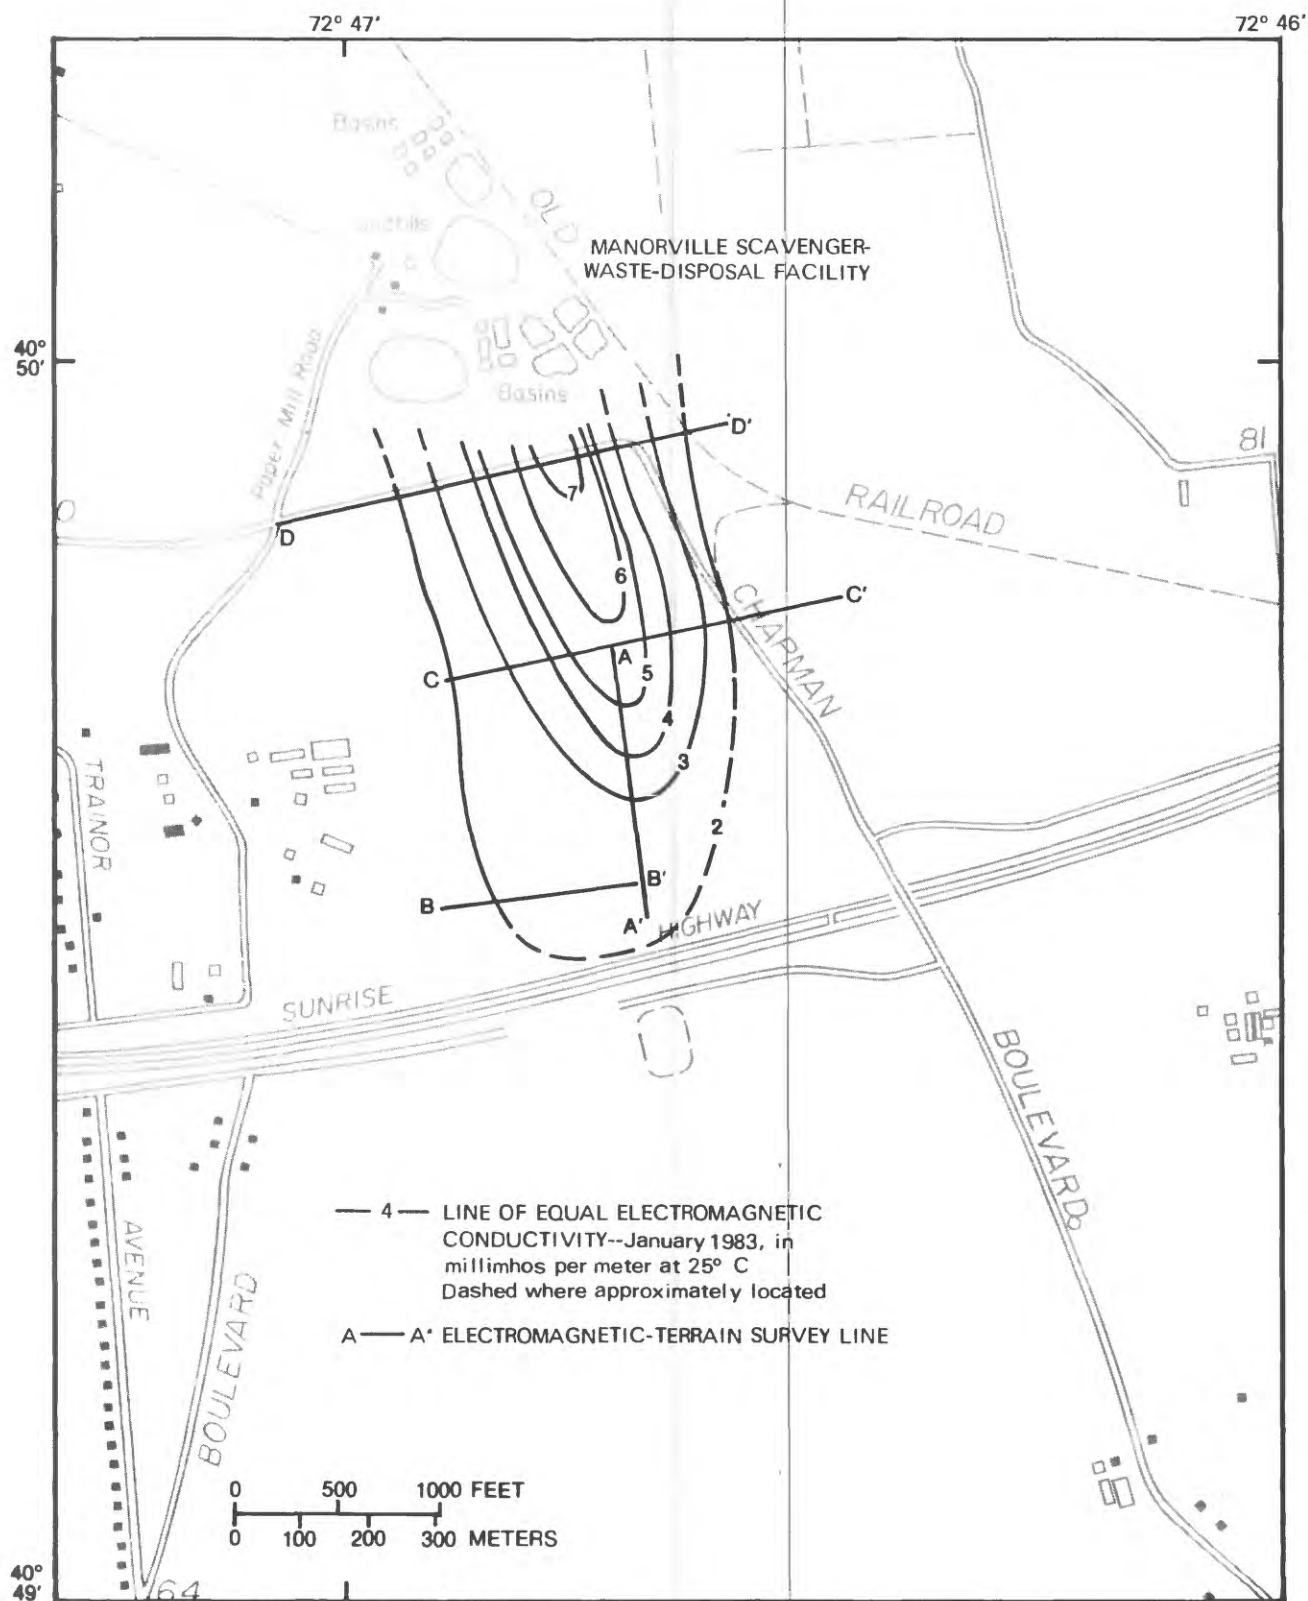 72° 47'
72° 46'
Basins
OLD
MANORVILLE SCAVENGER-
WASTE-DISPOSAL FACILITY
40°
50'
Paper Mill Road
Basins
D'
81
7
RAILROAD
D
6
C'
CHAPMAN
A
C
5
4
3
TRAINOR
2
B'
B
A'
HIGHWAY
SUNRISE
BOULEVARD
— 4 — LINE OF EQUAL ELECTROMAGNETIC
CONDUCTIVITY--January 1983, in
millimhos per meter at 25° C
Dashed where approximately located
AVENUE
A — A' ELECTROMAGNETIC-TERRAIN SURVEY LINE
BOULEVARD
0 500 1000 FEET
0 100 200 300 METERS
40°
49'
64